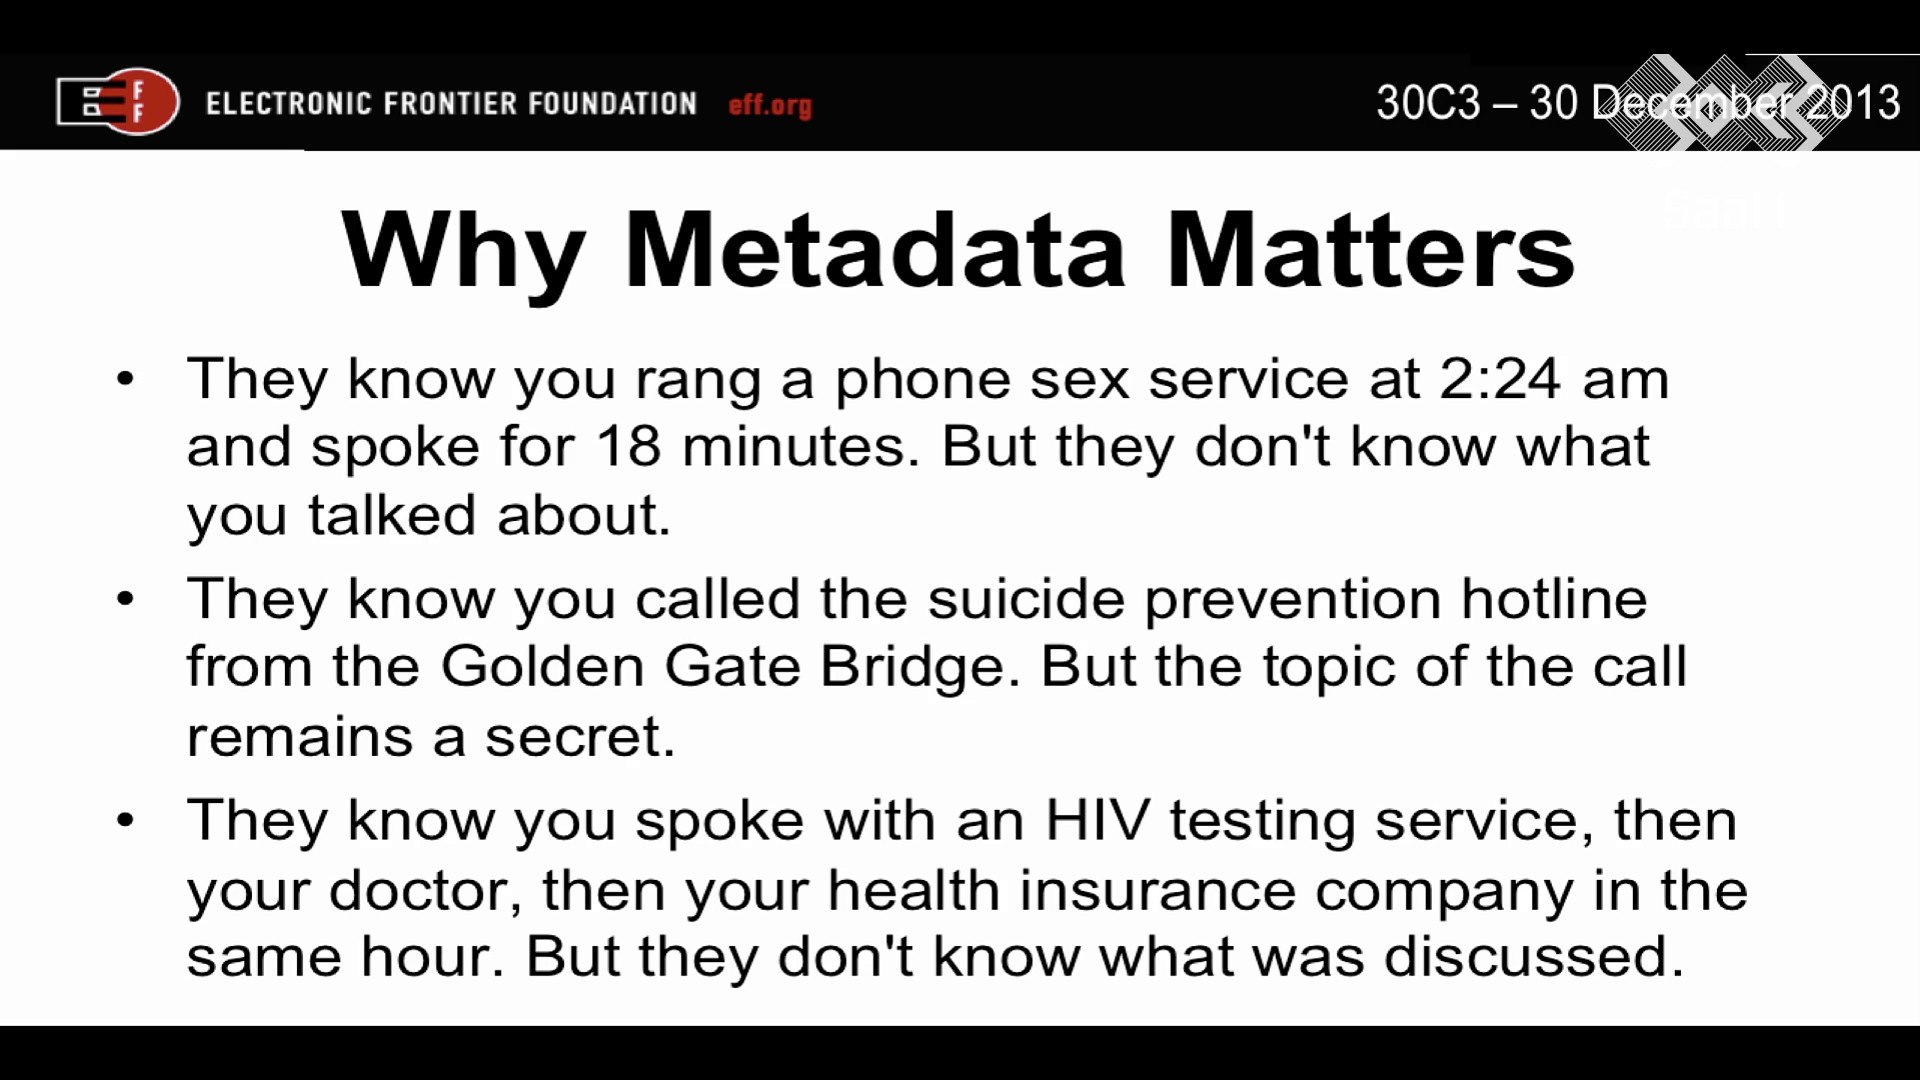 EFF
ELECTRONIC FRONTIER FOUNDATION eff.org
30C3 – 30 December 2013
Saal 1
Why Metadata Matters
• They know you rang a phone sex service at 2:24 am
and spoke for 18 minutes. But they don't know what
you talked about.
• They know you called the suicide prevention hotline
from the Golden Gate Bridge. But the topic of the call
remains a secret.
• They know you spoke with an HIV testing service, then
your doctor, then your health insurance company in the
same hour. But they don't know what was discussed.